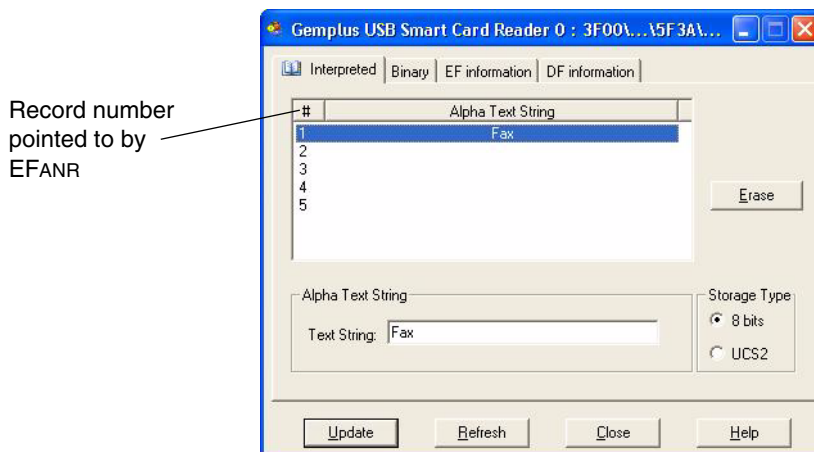 Gemplus USB Smart Card Reader 0 : 3F00\...\5F3A\...
Interpreted Binary EF information DF information
Record number
pointed to by
EFANR
# Alpha Text String
1 Fax
2
3
4
5
Erase
Alpha Text String
Text String: Fax
Storage Type
8 bits
UCS2
Update Refresh Close Help